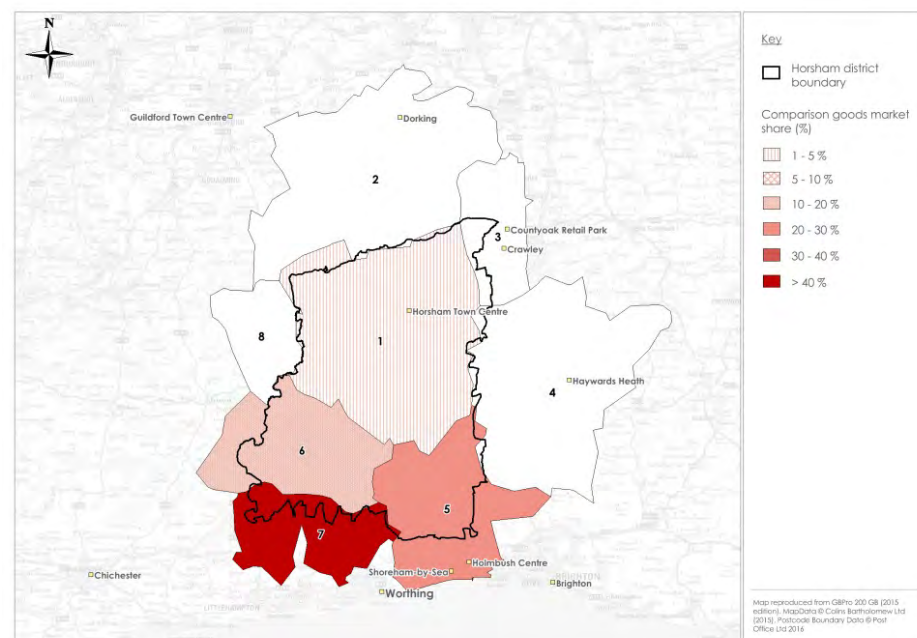 N
Guildford Town Centre
Dorking
2
3
Countyoak Retail Park
Crawley
Horsham Town Centre
8
1
Haywards Heath
4
6
5
7
Holmbush Centre
Shoreham-by-Sea
Chichester
Brighton
Worthing
Key
Horsham district
boundary
Comparison goods market
share (%)
1 - 5 %
5 - 10 %
10 - 20 %
20 - 30 %
30 - 40 %
> 40 %
Map reproduced from GBPro 200 GB (2015
edition). MapData © Collins Bartholomew Ltd
(2015). Postcode Boundary Data © Post
Office Ltd 2016